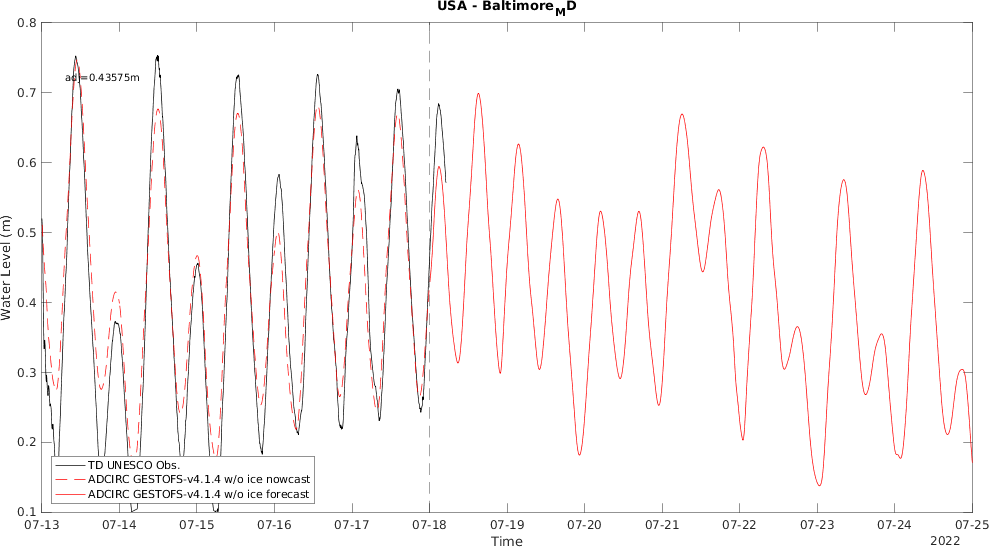 USA - Baltimore_MD
0.8
adj=0.43575m
0.7
0.6
0.5
0.4
0.3
0.2
0.1
Water Level (m)
TD UNESCO Obs.
ADCIRC GESTOFS-v4.1.4 w/o ice nowcast
ADCIRC GESTOFS-v4.1.4 w/o ice forecast
07-13 07-14 07-15 07-16 07-17 07-18 07-19 07-20 07-21 07-22 07-23 07-24 07-25
Time
2022